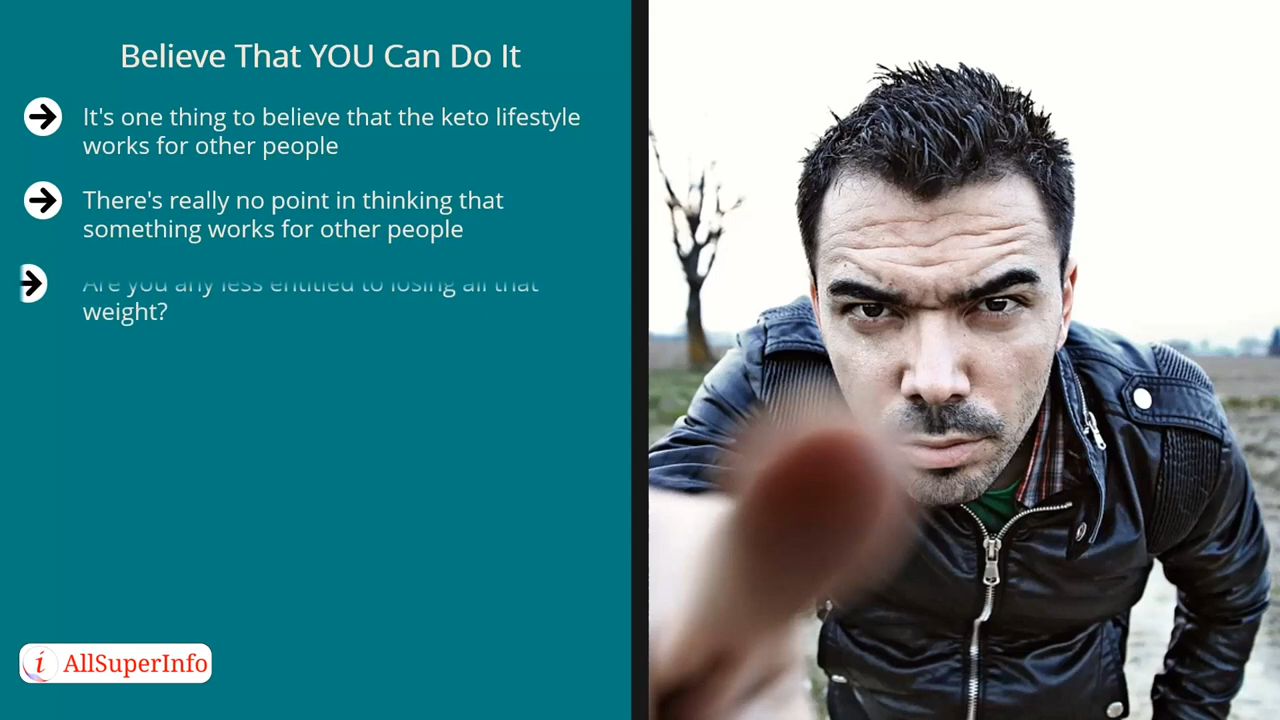 Believe That YOU Can Do It
It's one thing to believe that the keto lifestyle
works for other people
There's really no point in thinking that
something works for other people
Are you any less entitled to losing all that
weight?
i AllSuperInfo